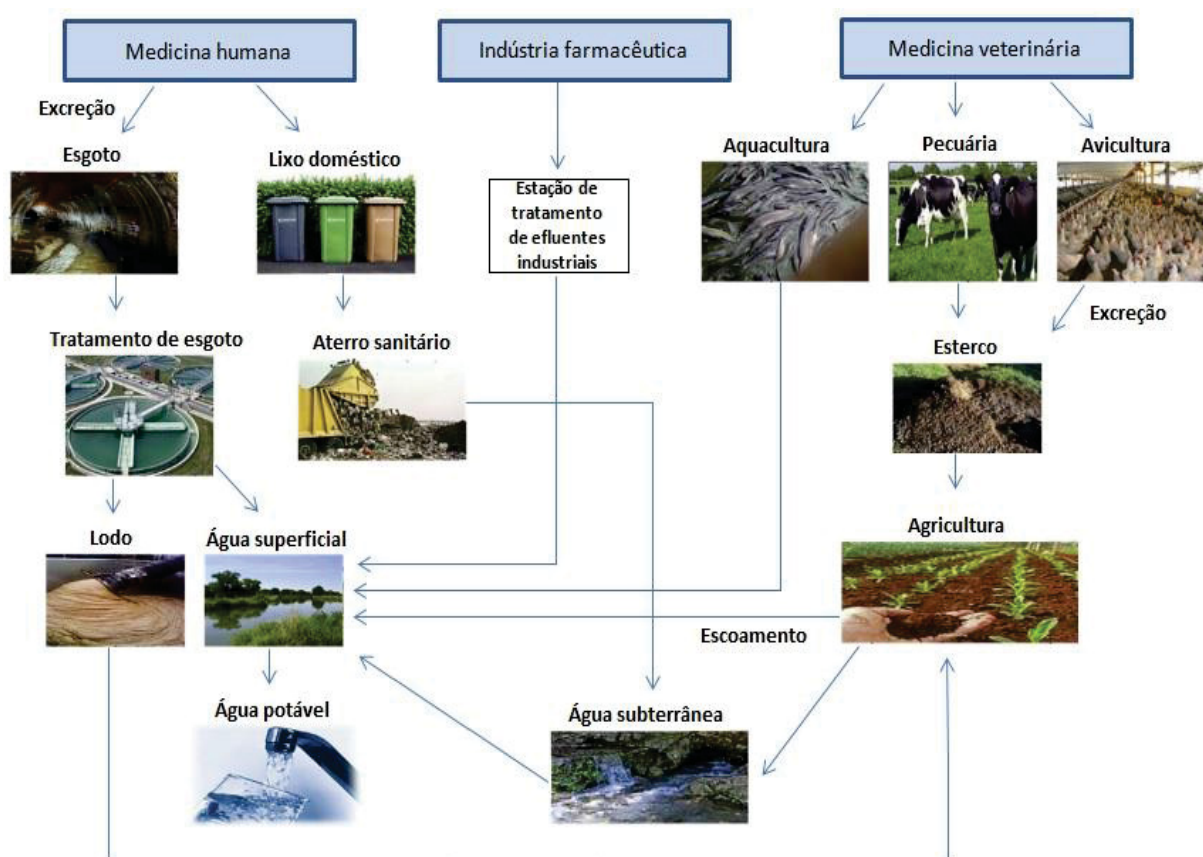 Medicina humana
Indústria farmacêutica
Medicina veterinária
Excreção
Esgoto
Lixo doméstico
Estação de
tratamento
de efluentes
industriais
Aquacultura
Pecuária
Avicultura
Excreção
Tratamento de esgoto
Aterro sanitário
Esterco
Lodo
Água superficial
Agricultura
Escoamento
Água potável
Água subterrânea